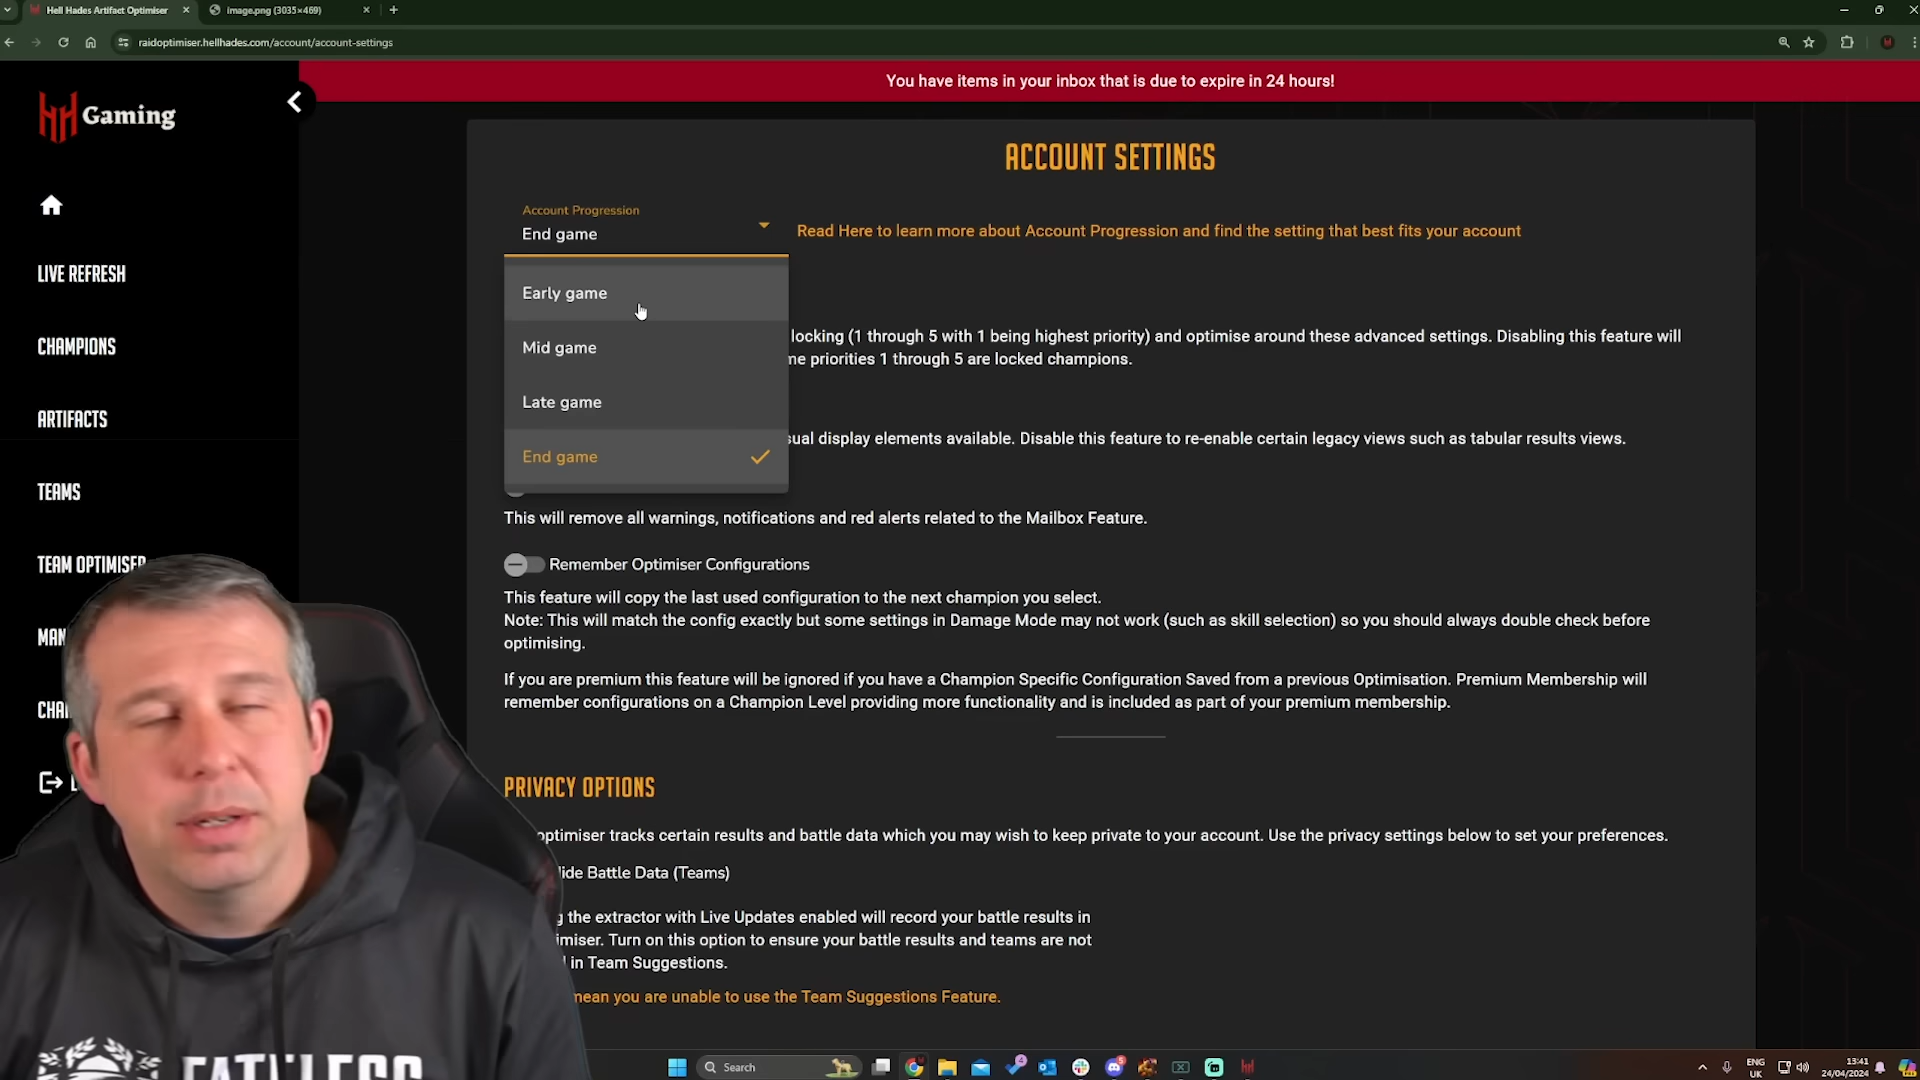 Hell Hades Artifact Optimiser
image.png (3035×469)
raidoptimiser.hellhades.com/account/account-settings
You have items in your inbox that is due to expire in 24 hours!
HH Gaming
LIVE REFRESH
CHAMPIONS
ARTIFACTS
TEAMS
TEAM OPTIMISER
MAN
CHA
ACCOUNT SETTINGS
Account Progression
End game
Read Here to learn more about Account Progression and find the setting that best fits your account
Early game
Mid game
Late game
End game
locking (1 through 5 with 1 being highest priority) and optimise around these advanced settings. Disabling this feature will
me priorities 1 through 5 are locked champions.
sual display elements available. Disable this feature to re-enable certain legacy views such as tabular results views.
This will remove all warnings, notifications and red alerts related to the Mailbox Feature.
Remember Optimiser Configurations
This feature will copy the last used configuration to the next champion you select.
Note: This will match the config exactly but some settings in Damage Mode may not work (such as skill selection) so you should always double check before
optimising.
If you are premium this feature will be ignored if you have a Champion Specific Configuration Saved from a previous Optimisation. Premium Membership will
remember configurations on a Champion Level providing more functionality and is included as part of your premium membership.
PRIVACY OPTIONS
optimiser tracks certain results and battle data which you may wish to keep private to your account. Use the privacy settings below to set your preferences.
ide Battle Data (Teams)
g the extractor with Live Updates enabled will record your battle results in
imiser. Turn on this option to ensure your battle results and teams are not
in Team Suggestions.
mean you are unable to use the Team Suggestions Feature.
FATELESS
Search
4
5
ENG
UK
13:41
24/04/2024